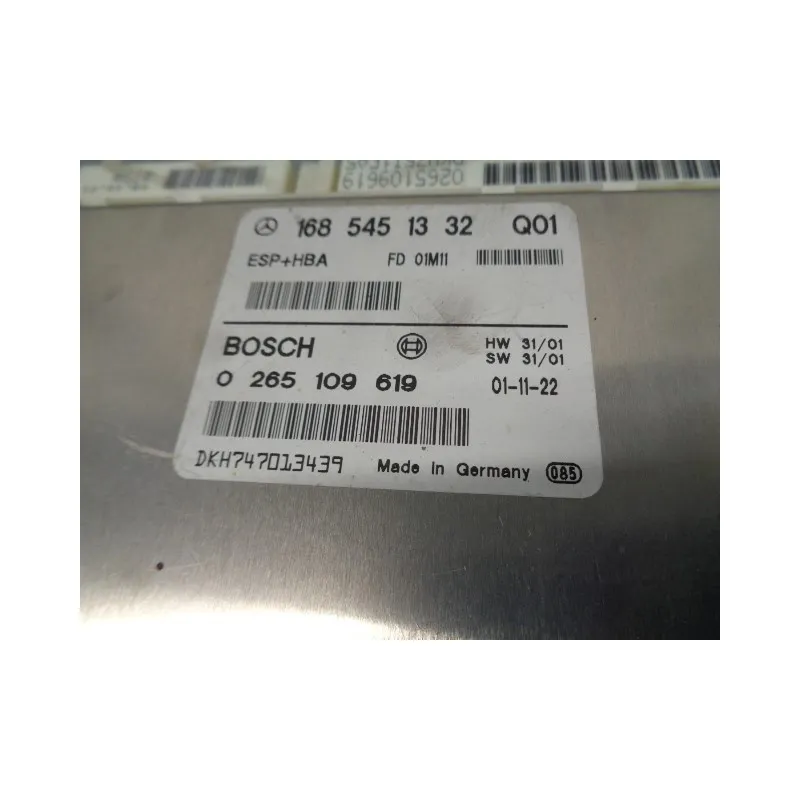 0265109619
168 545 13 32 Q01
ESP+HBA FD 01M11
BOSCH HW 31/01
SW 31/01
0 265 109 619 01-11-22
DKH747013439 Made in Germany 085